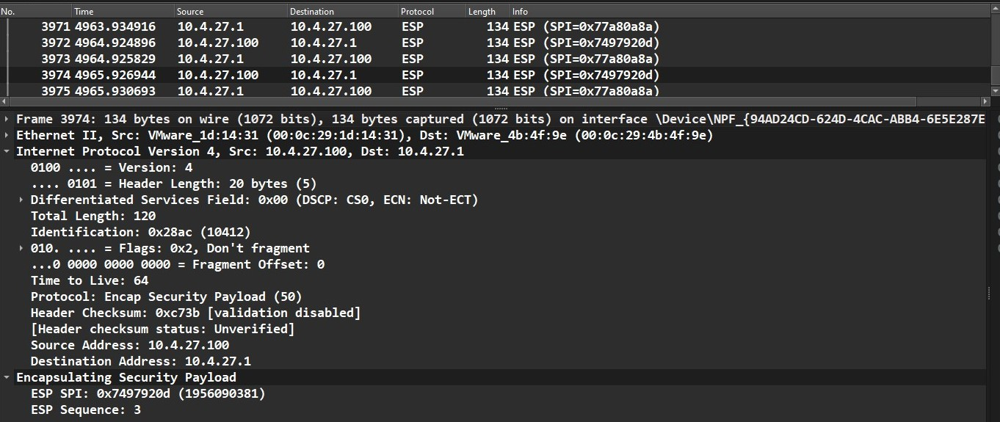 No. Time Source Destination Protocol Length Info
3971 4963.934916 10.4.27.1 10.4.27.100 ESP 134 ESP (SPI=0x77a80a8a)
3972 4964.924896 10.4.27.100 10.4.27.1 ESP 134 ESP (SPI=0x7497920d)
3973 4964.925829 10.4.27.1 10.4.27.100 ESP 134 ESP (SPI=0x77a80a8a)
3974 4965.926944 10.4.27.100 10.4.27.1 ESP 134 ESP (SPI=0x7497920d)
3975 4965.930693 10.4.27.1 10.4.27.100 ESP 134 ESP (SPI=0x77a80a8a)
Frame 3974: 134 bytes on wire (1072 bits), 134 bytes captured (1072 bits) on interface \Device\NPF_{94AD24CD-624D-4CAC-ABB4-6E5E287E
Ethernet II, Src: VMware_1d:14:31 (00:0c:29:1d:14:31), Dst: VMware_4b:4f:9e (00:0c:29:4b:4f:9e)
Internet Protocol Version 4, Src: 10.4.27.100, Dst: 10.4.27.1
0100 .... = Version: 4
.... 0101 = Header Length: 20 bytes (5)
Differentiated Services Field: 0x00 (DSCP: CS0, ECN: Not-ECT)
Total Length: 120
Identification: 0x28ac (10412)
010. .... = Flags: 0x2, Don't fragment
...0 0000 0000 0000 = Fragment Offset: 0
Time to Live: 64
Protocol: Encap Security Payload (50)
Header Checksum: 0xc73b [validation disabled]
[Header checksum status: Unverified]
Source Address: 10.4.27.100
Destination Address: 10.4.27.1
Encapsulating Security Payload
ESP SPI: 0x7497920d (1956090381)
ESP Sequence: 3